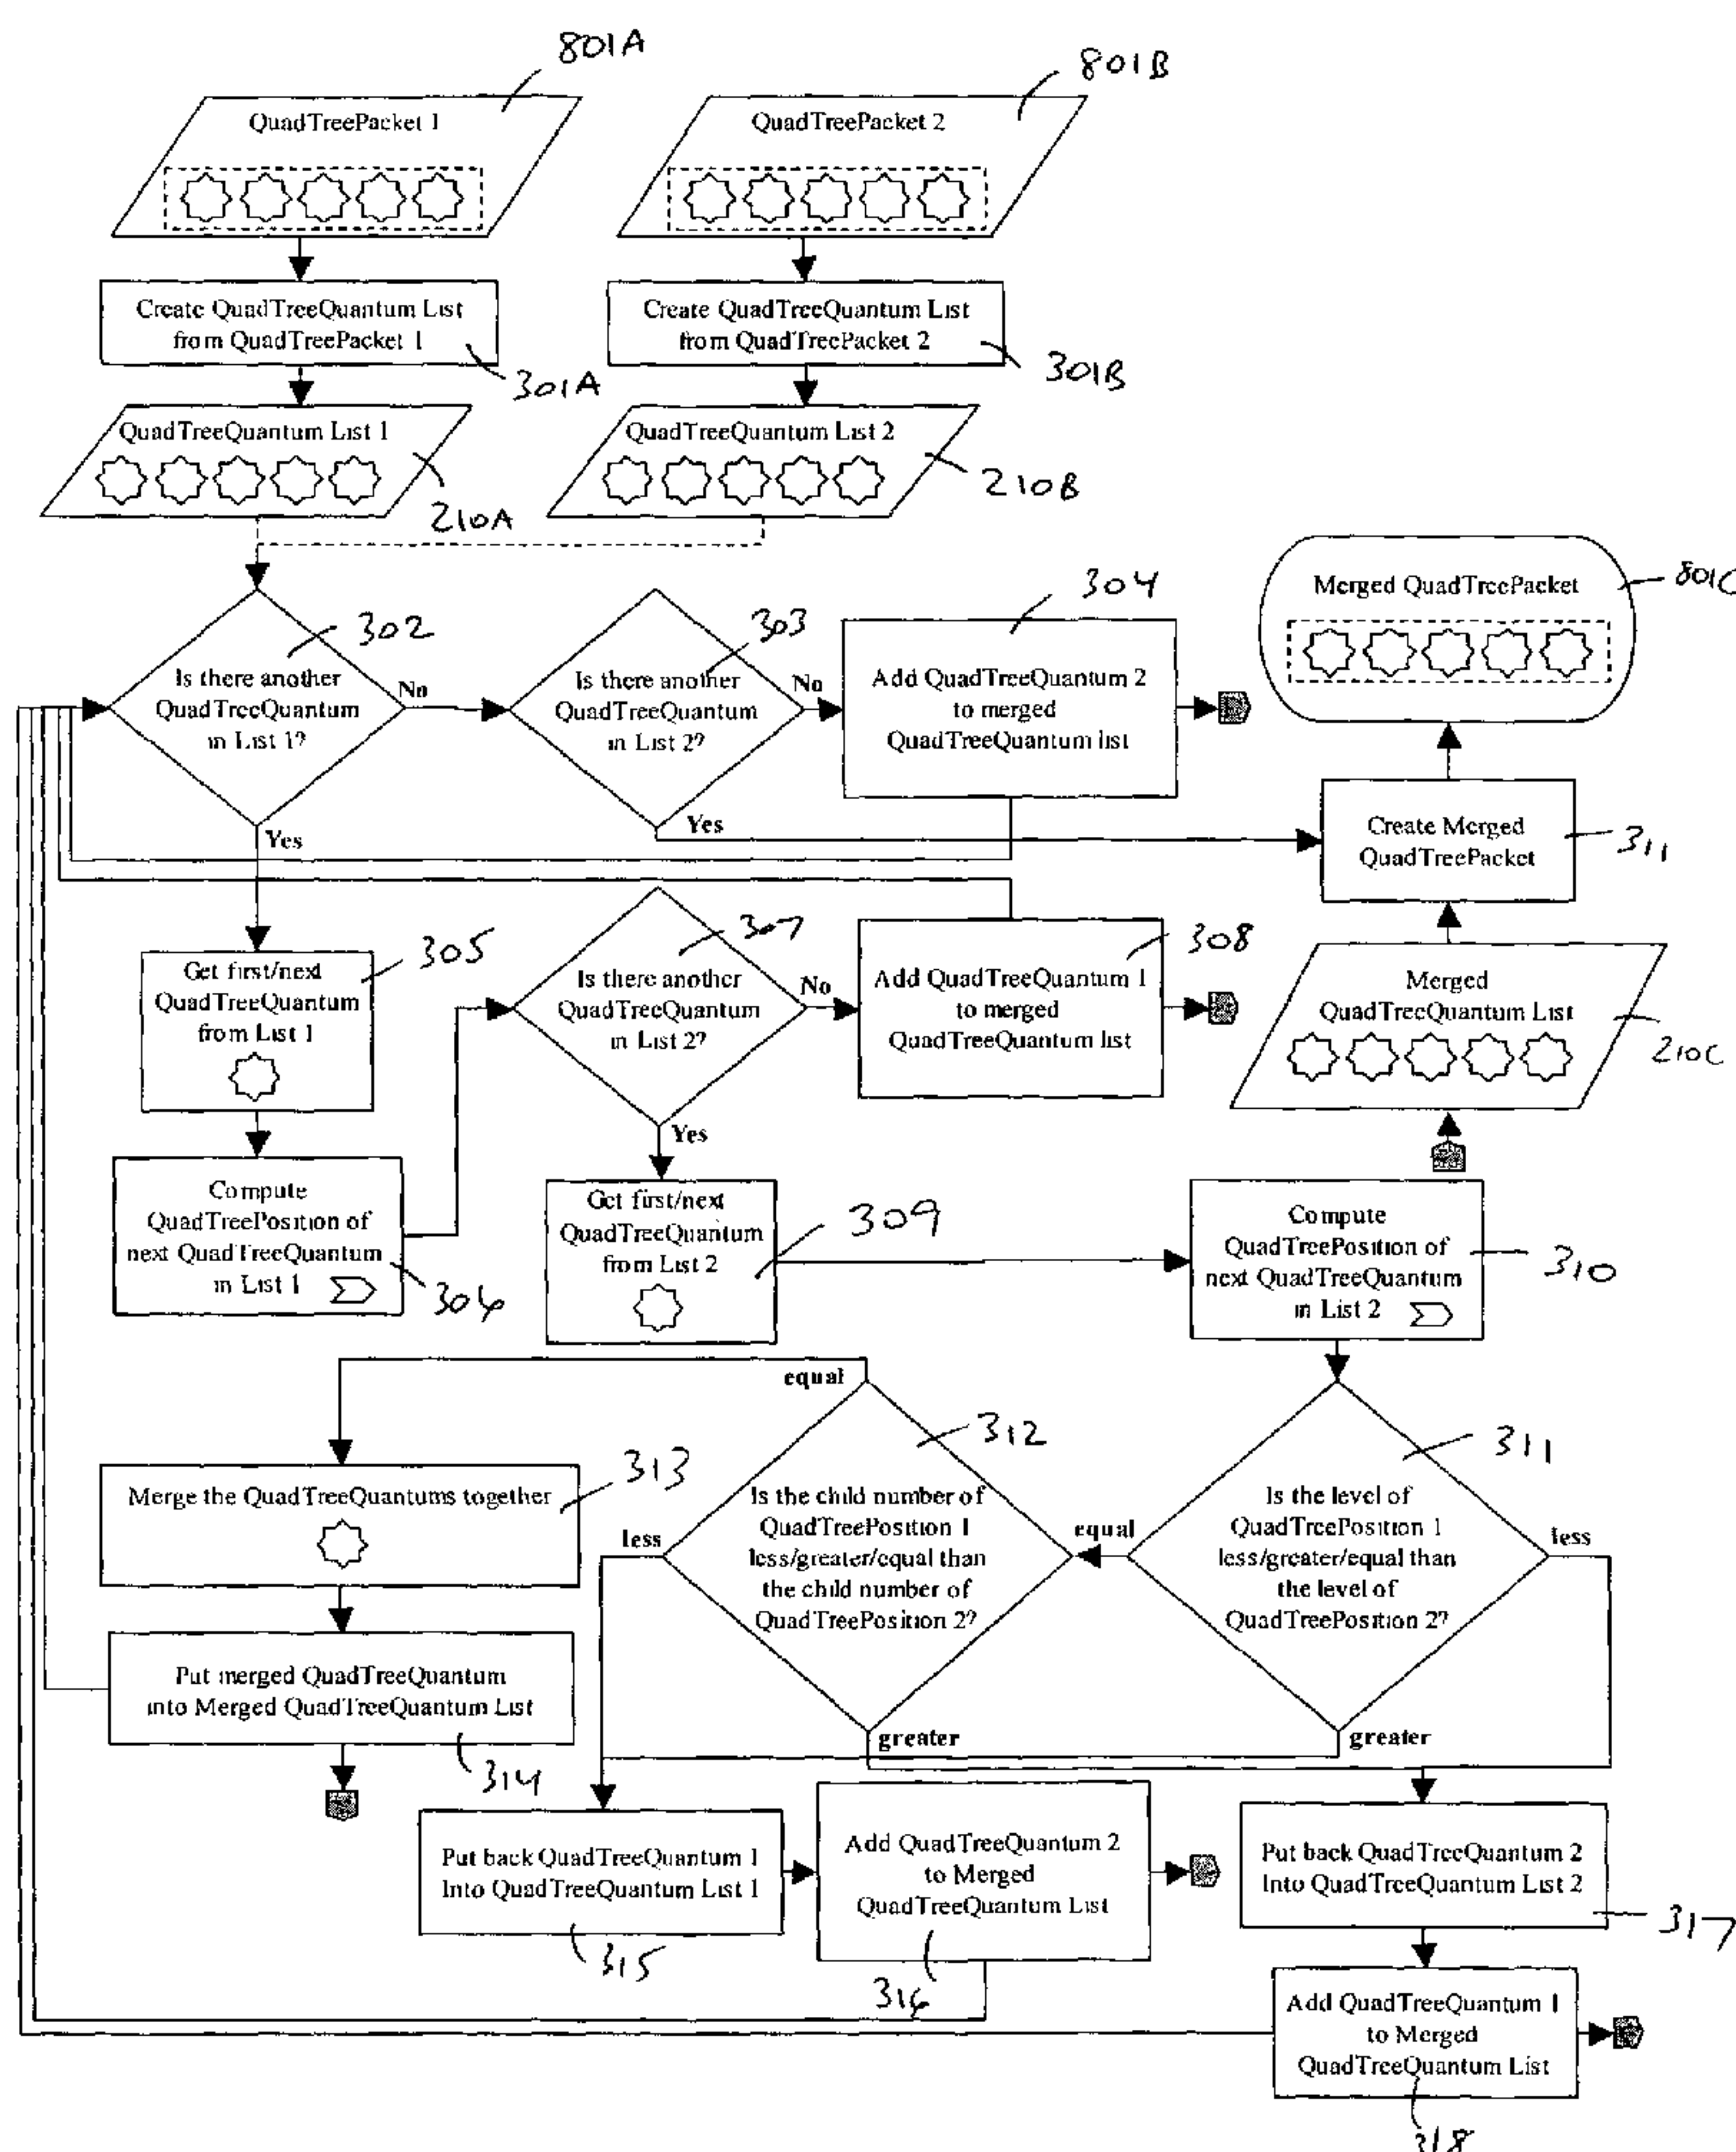 801A
801B
QuadTreePacket 1
QuadTreePacket 2
Create QuadTreeQuantum List
from QuadTreePacket 1
301A
Create QuadTreeQuantum List
from QuadTreePacket 2
301B
QuadTreeQuantum List 1
210A
QuadTreeQuantum List 2
210B
Merged QuadTreePacket
801C
302
Is there another
QuadTreeQuantum
in List 1?
No
Yes
303
Is there another
QuadTreeQuantum
in List 2?
No
Yes
304
Add QuadTreeQuantum 2
to merged
QuadTreeQuantum list
Create Merged
QuadTreePacket
311
305
Get first/next
QuadTreeQuantum
from List 1
307
Is there another
QuadTreeQuantum
in List 2?
No
Yes
308
Add QuadTreeQuantum 1
to merged
QuadTreeQuantum list
Merged
QuadTreeQuantum List
210C
Compute
QuadTreePosition of
next QuadTreeQuantum
in List 1
306
Get first/next
QuadTreeQuantum
from List 2
309
Compute
QuadTreePosition of
next QuadTreeQuantum
in List 2
310
equal
312
Is the child number of
QuadTreePosition 1
less/greater/equal than
the child number of
QuadTreePosition 2?
less
greater
equal
311
Is the level of
QuadTreePosition 1
less/greater/equal than
the level of
QuadTreePosition 2?
less
greater
313
Merge the QuadTreeQuantums together
Put merged QuadTreeQuantum
into Merged QuadTreeQuantum List
314
Put back QuadTreeQuantum 1
Into QuadTreeQuantum List 1
315
Add QuadTreeQuantum 2
to Merged
QuadTreeQuantum List
316
Put back QuadTreeQuantum 2
Into QuadTreeQuantum List 2
317
Add QuadTreeQuantum 1
to Merged
QuadTreeQuantum List
318